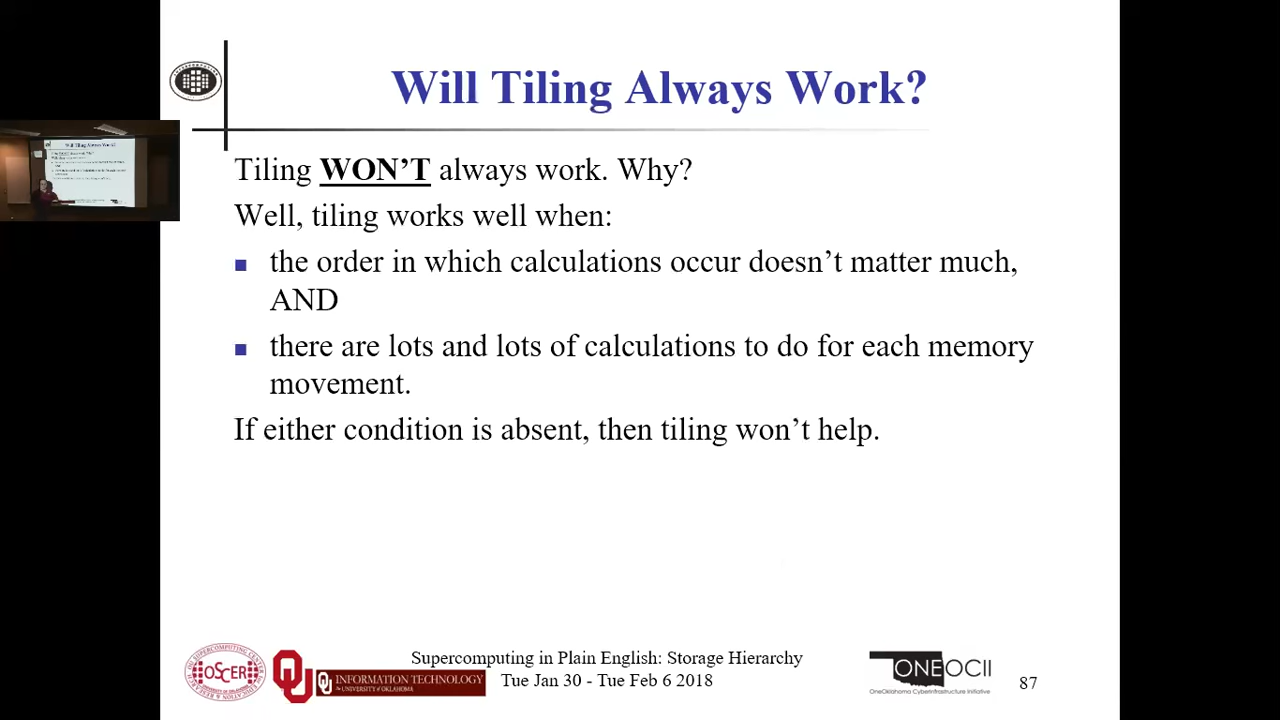 Will Tiling Always Work?
Tiling WON’T always work. Why?
Well, tiling works well when:
the order in which calculations occur doesn’t matter much,
AND
there are lots and lots of calculations to do for each memory
movement.
If either condition is absent, then tiling won’t help.
OSCER
INFORMATION TECHNOLOGY
The UNIVERSITY of OKLAHOMA
Supercomputing in Plain English: Storage Hierarchy
Tue Jan 30 - Tue Feb 6 2018
ONEOCII
OneOklahoma Cyberinfrastructure Initiative
87